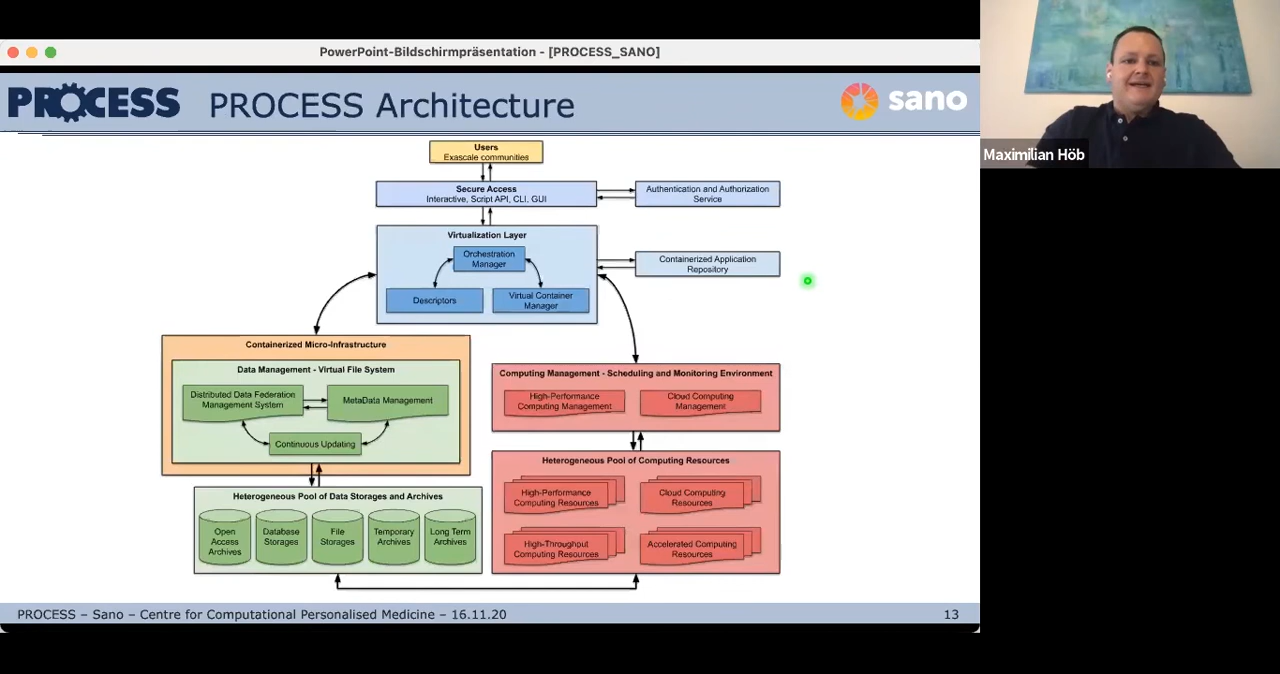 PowerPoint-Bildschirmpräsentation - [PROCESS_SANO]
PROCESS
PROCESS Architecture
sano
Maximilian Höb
Users
Exascale communities
Secure Access
Interactive, Script API, CLI, GUI
Authentication and Authorization
Service
Virtualization Layer
Orchestration
Manager
Descriptors
Virtual Container
Manager
Containerized Application
Repository
Containerized Micro-Infrastructure
Data Management - Virtual File System
Distributed Data Federation
Management System
MetaData Management
Continuous Updating
Computing Management - Scheduling and Monitoring Environment
High-Performance
Computing Management
Cloud Computing
Management
Heterogeneous Pool of Data Storages and Archives
Open
Access
Archives
Database
Storages
File
Storages
Temporary
Archives
Long Term
Archives
Heterogeneous Pool of Computing Resources
High-Performance
Computing Resources
Cloud Computing
Resources
High-Throughput
Computing Resources
Accelerated Computing
Resources
PROCESS – Sano – Centre for Computational Personalised Medicine – 16.11.20
13